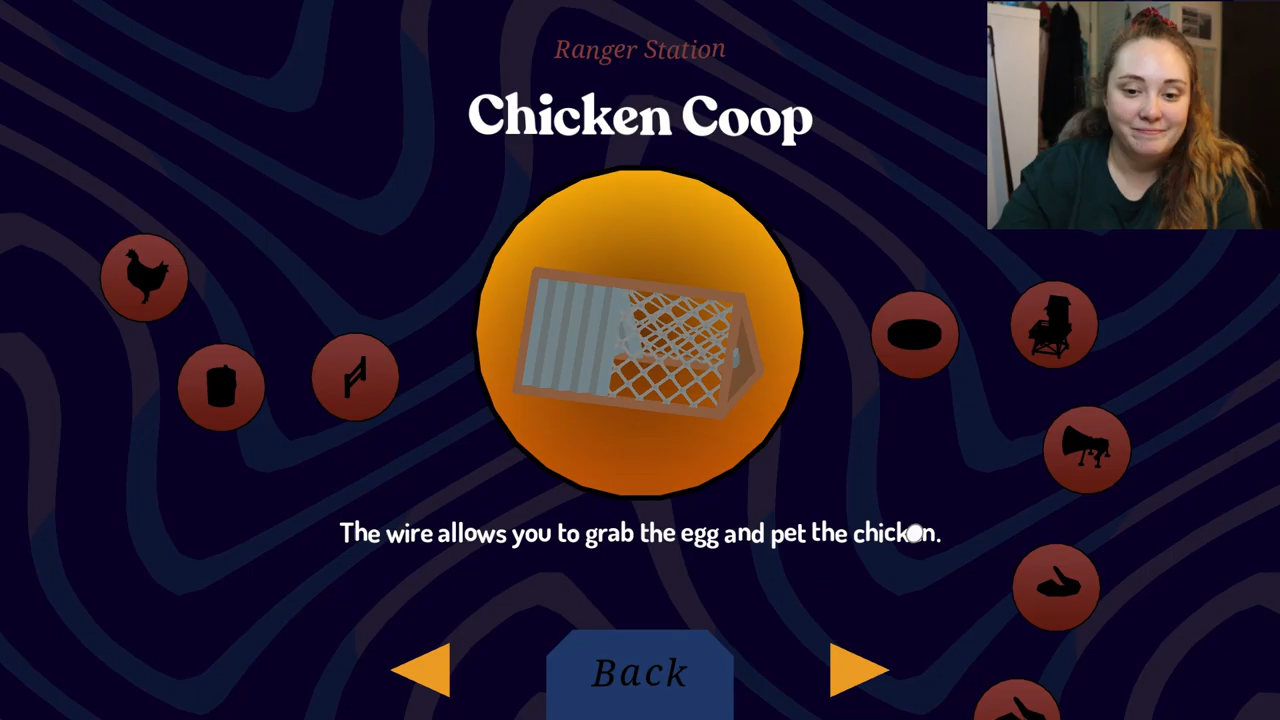 Ranger Station
Chicken Coop
The wire allows you to grab the egg and pet the chicken.
Back